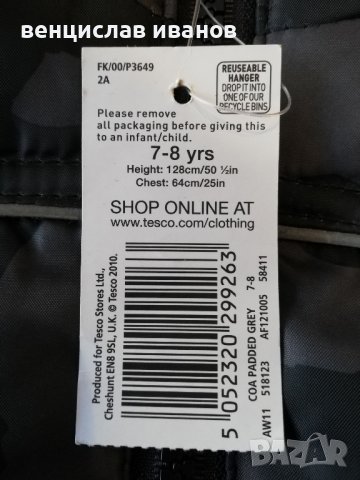 венцислав иванов
FK/00/P3649
2A
REUSEABLE
HANGER
DROP IT INTO
ONE OF OUR
RECYCLE BINS
Please remove
all packaging before giving this
to an infant/child.
7-8 yrs
Height: 128cm/50 ½in
Chest: 64cm/25in
SHOP ONLINE AT
www.tesco.com/clothing
Produced for Tesco Stores Ltd.,
Cheshunt EN8 9SL, U.K. © Tesco 2010.
5 052320 299263
COA PADDED GREY 7-8
AW11 518123 AF121005 58411
BAZAR